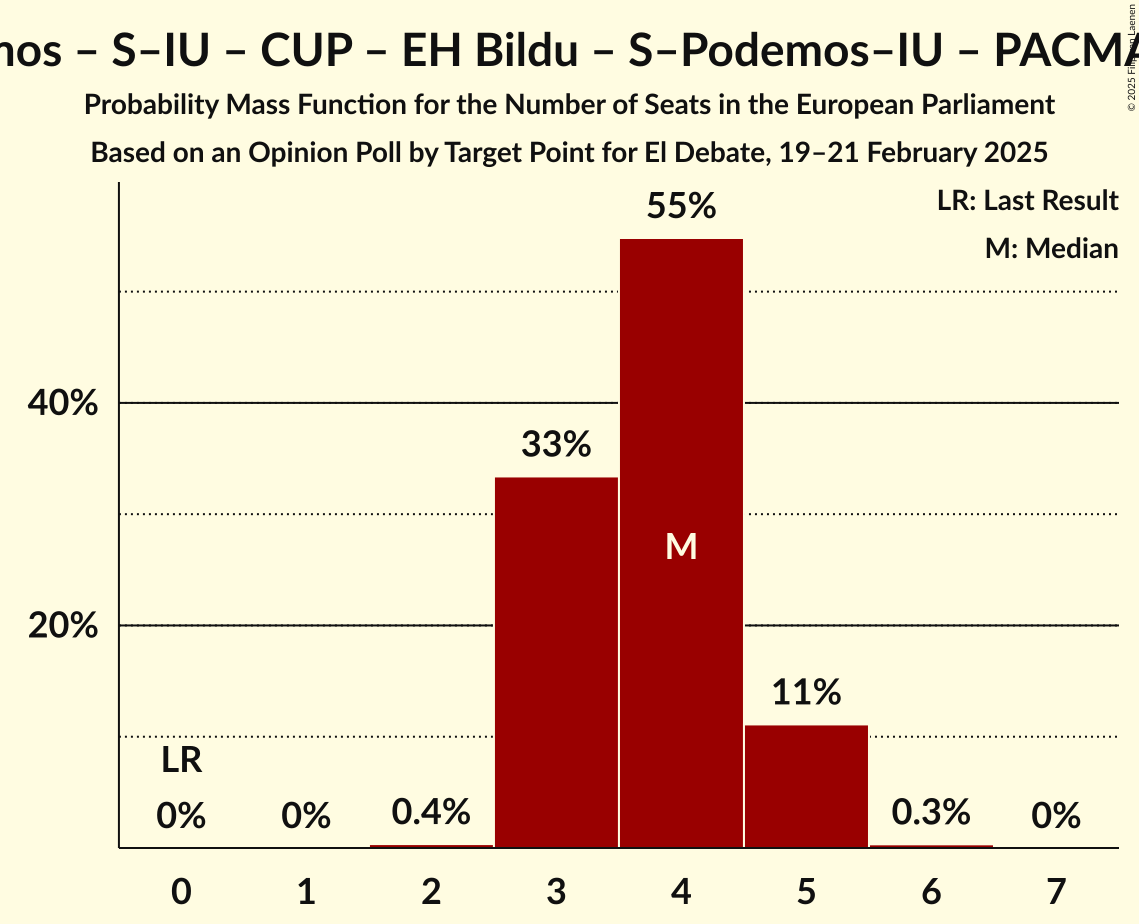 – S–IU – CUP – EH Bildu – S–Podemos–IU –
Probability Mass Function for the Number of Seats in the European Parliament
Based on an Opinion Poll by Target Point for El Debate, 19–21 February 2025
© 2025 Filip Laenen
LR: Last Result
M: Median
55%
40%
33%
M
20%
11%
LR
0% 0% 0.4% 0.3% 0%
0 1 2 3 4 5 6 7